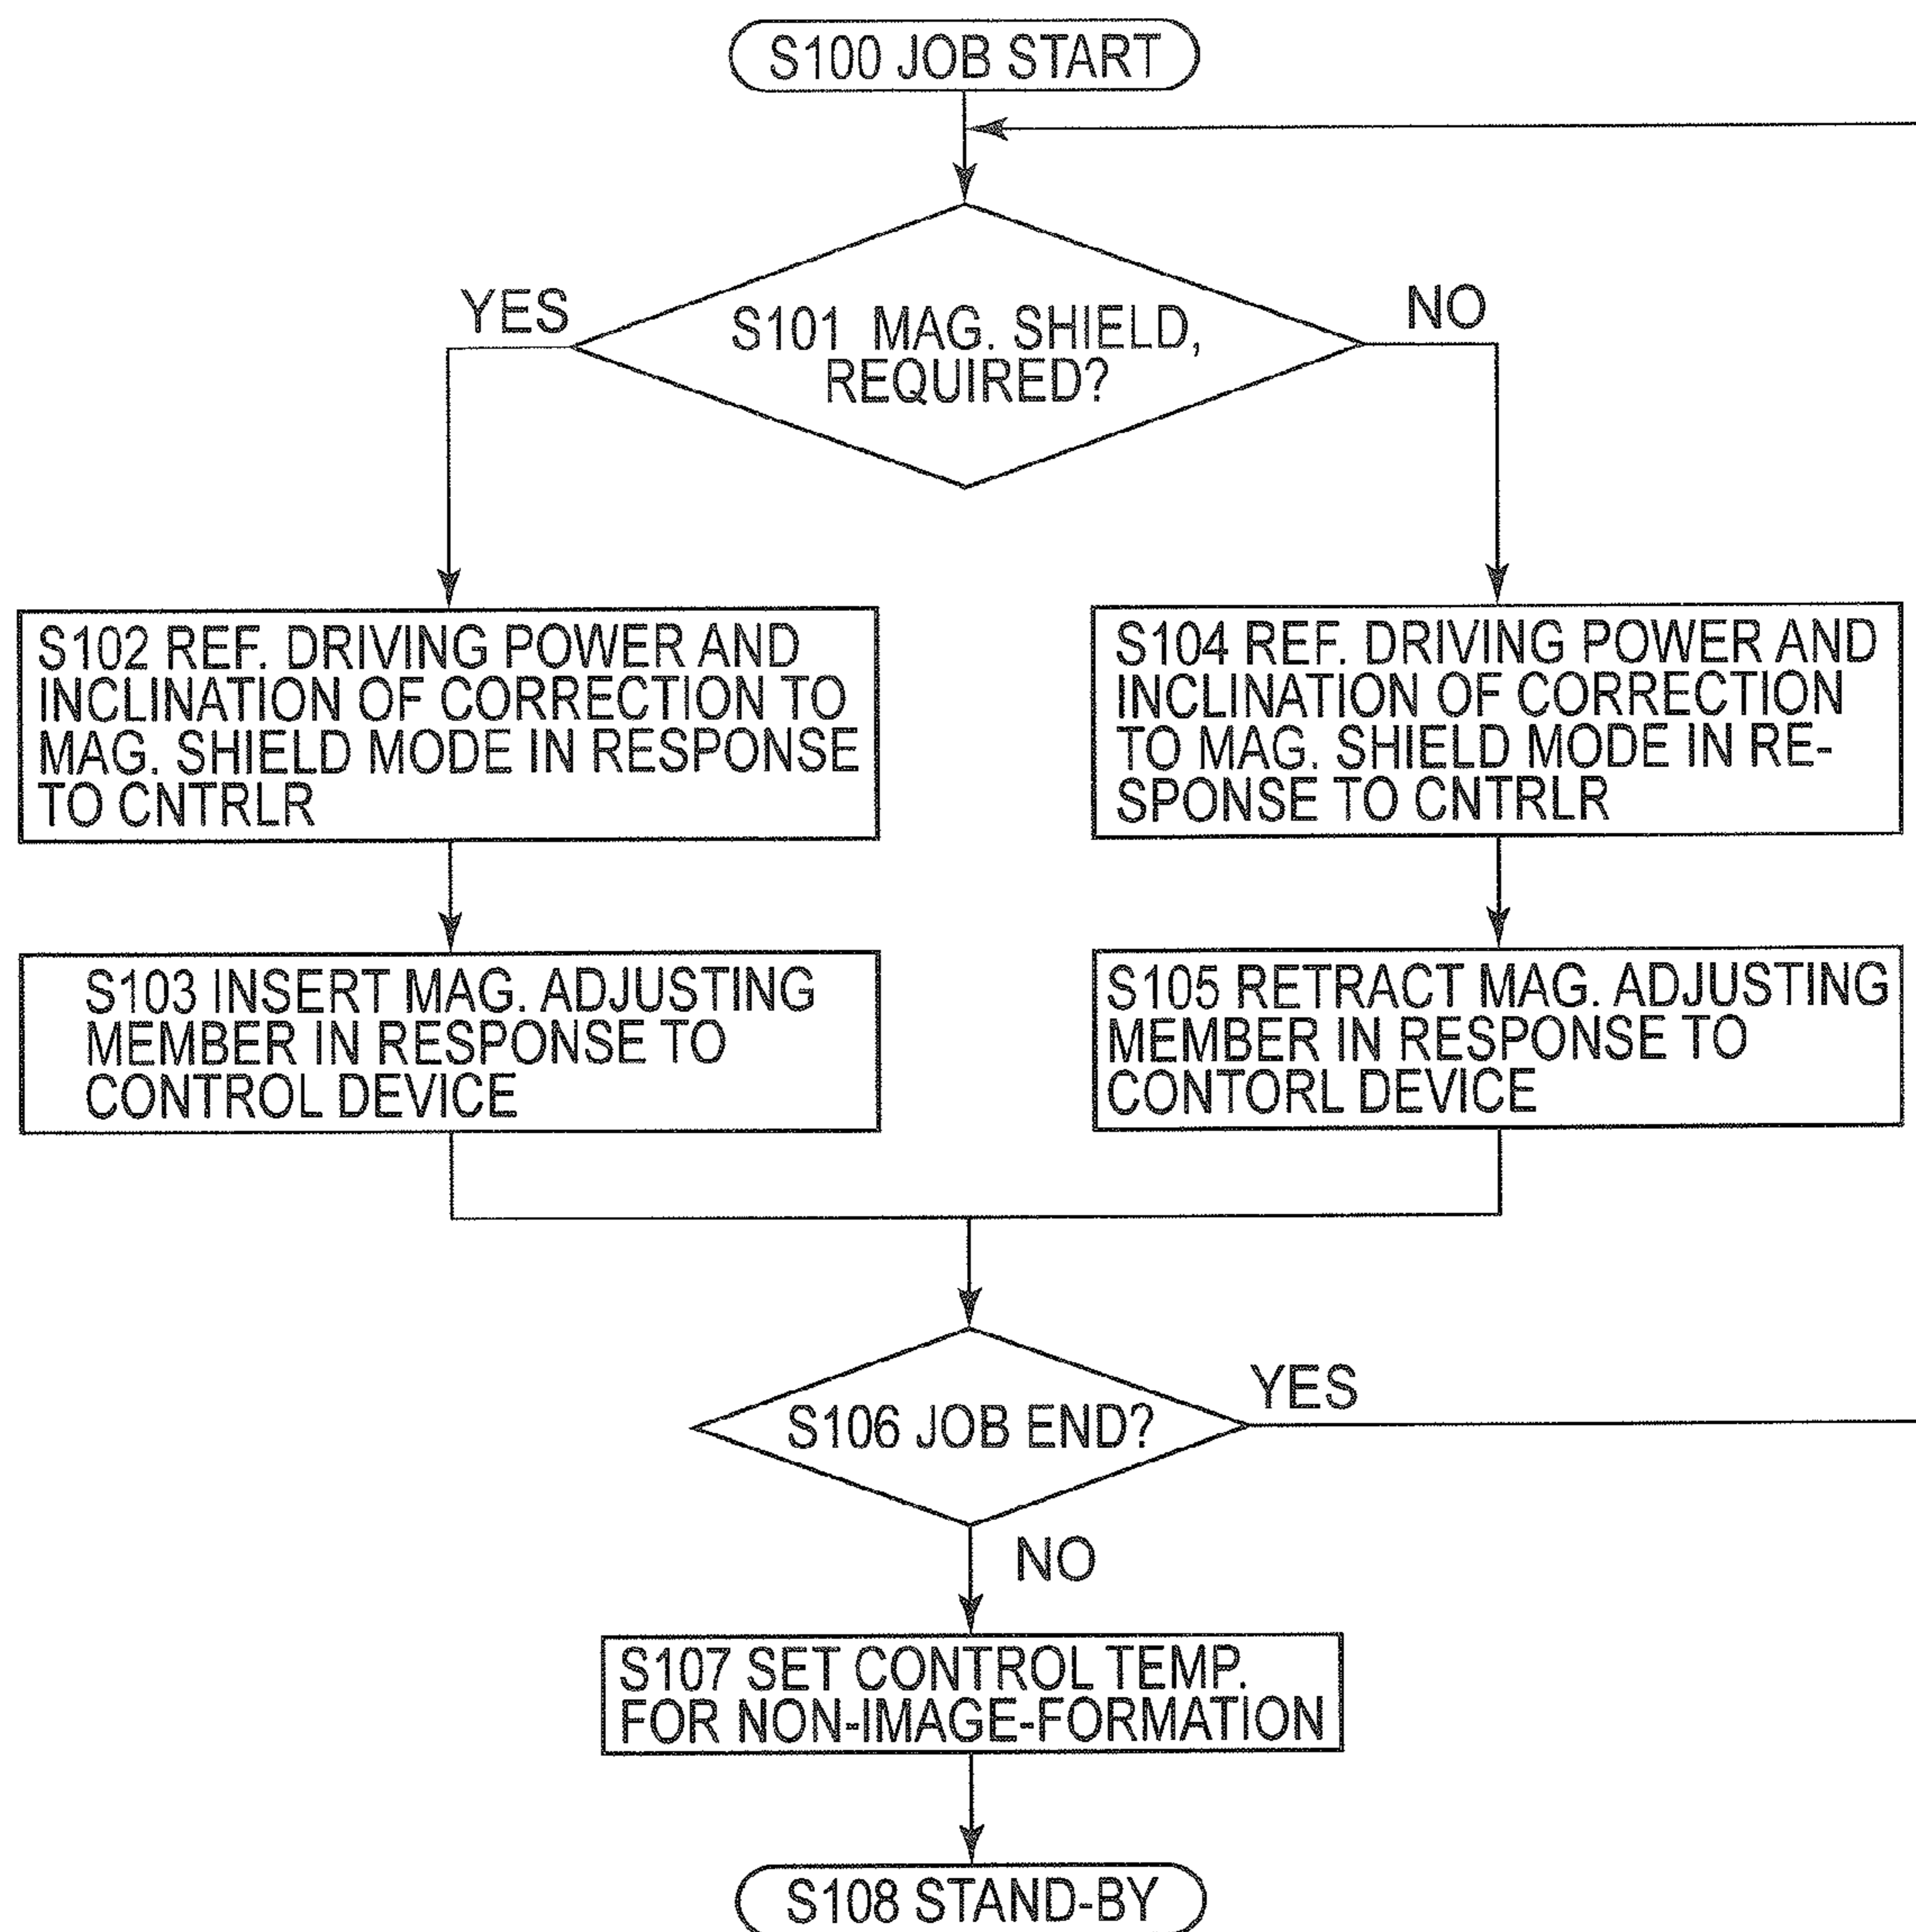 S100 JOB START
YES
NO
S101 MAG. SHIELD,
REQUIRED?
S102 REF. DRIVING POWER AND
INCLINATION OF CORRECTION TO
MAG. SHIELD MODE IN RESPONSE
TO CNTRLR
S104 REF. DRIVING POWER AND
INCLINATION OF CORRECTION
TO MAG. SHIELD MODE IN RE-
SPONSE TO CNTRLR
S103 INSERT MAG. ADJUSTING
MEMBER IN RESPONSE TO
CONTROL DEVICE
S105 RETRACT MAG. ADJUSTING
MEMBER IN RESPONSE TO
CONTORL DEVICE
S106 JOB END?
YES
NO
S107 SET CONTROL TEMP.
FOR NON-IMAGE-FORMATION
S108 STAND-BY